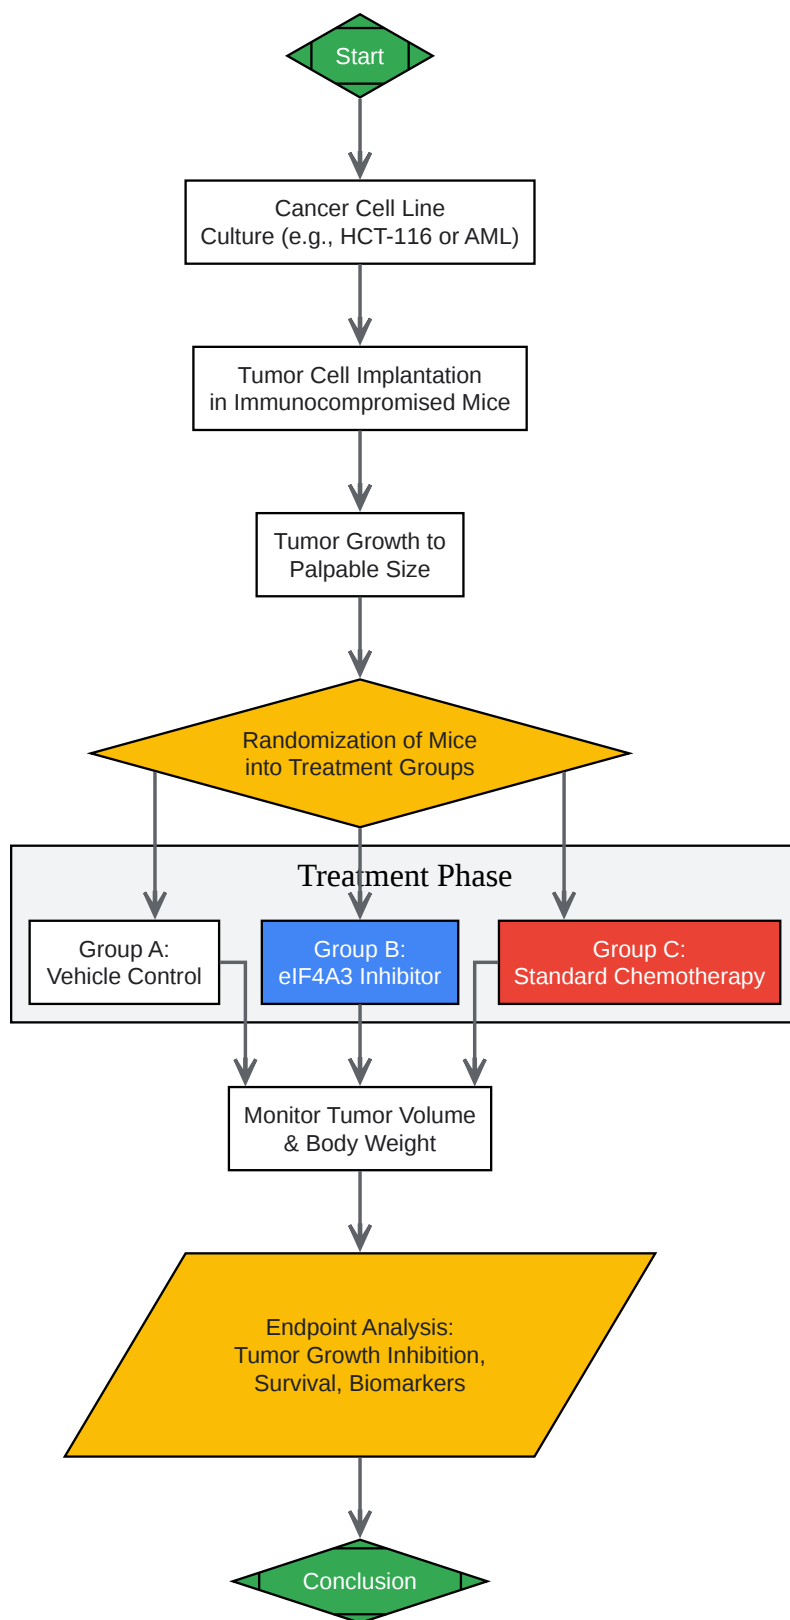 Start
Cancer Cell Line
Culture (e.g., HCT-116 or AML)
Tumor Cell Implantation
in Immunocompromised Mice
Tumor Growth to
Palpable Size
Randomization of Mice
into Treatment Groups
Treatment Phase
Group A:
Vehicle Control
Group B:
eIF4A3 Inhibitor
Group C:
Standard Chemotherapy
Monitor Tumor Volume
& Body Weight
Endpoint Analysis:
Tumor Growth Inhibition,
Survival, Biomarkers
Conclusion